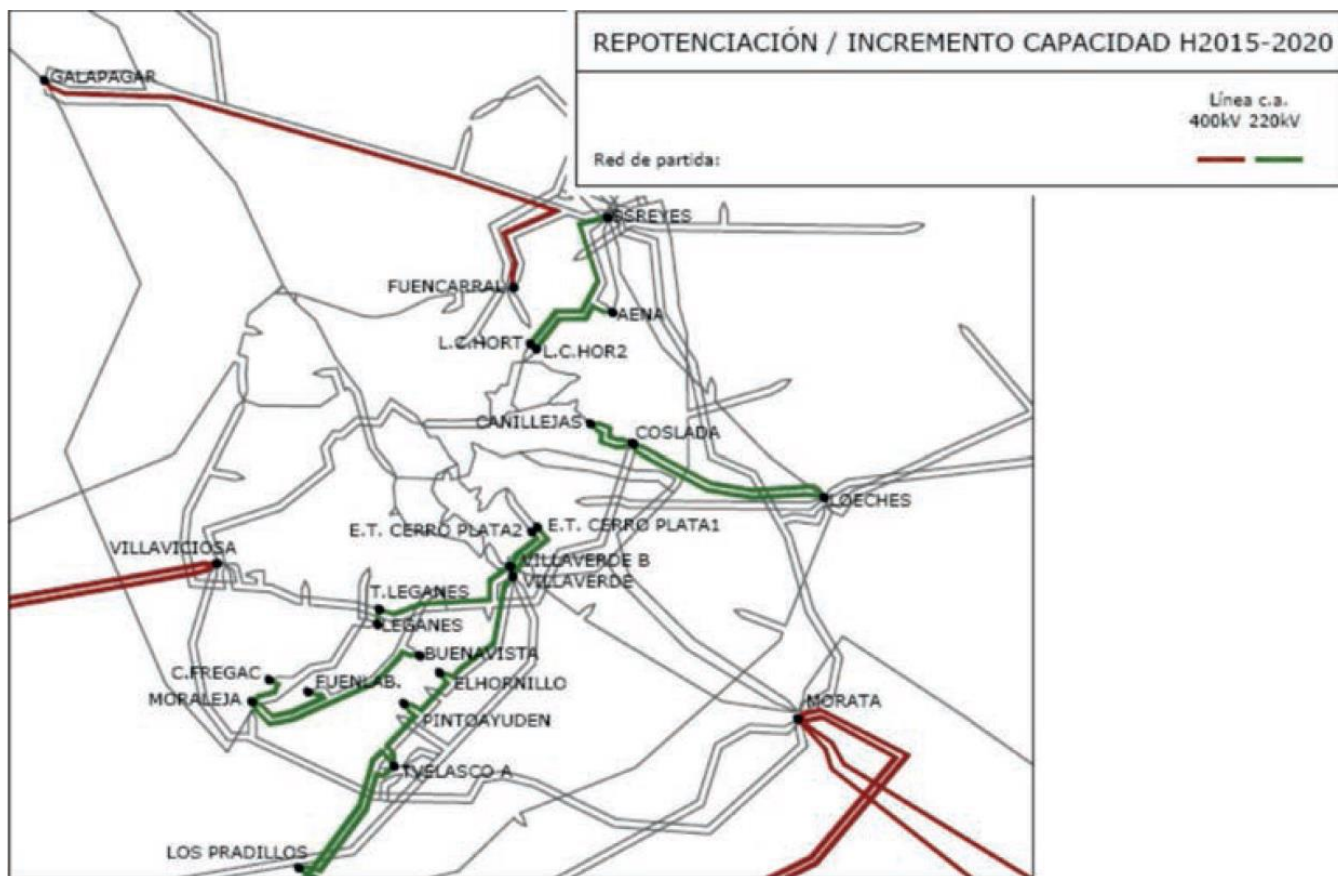 REPOTENCIACIÓN / INCREMENTO CAPACIDAD H2015-2020
Línea c.a.
400kV 220kV
Red de partida:
GALAPAGAR
SSREYES
FUENCARRAL
AENA
L.C.HORT
L.C.HOR2
CANILLEJAS
COSLADA
LOECHES
E.T. CERRO PLATA2
E.T. CERRO PLATA1
VILLAVICIOSA
VILLAVERDE B
VILLAVERDE
T.LEGANES
LEGANES
BUENAVISTA
C.FREGAC
FUENLAB.
ELHORNILLO
MORALEJA
MORATA
PINTOAYUDEN
TVELASCO A
LOS PRADILLOS